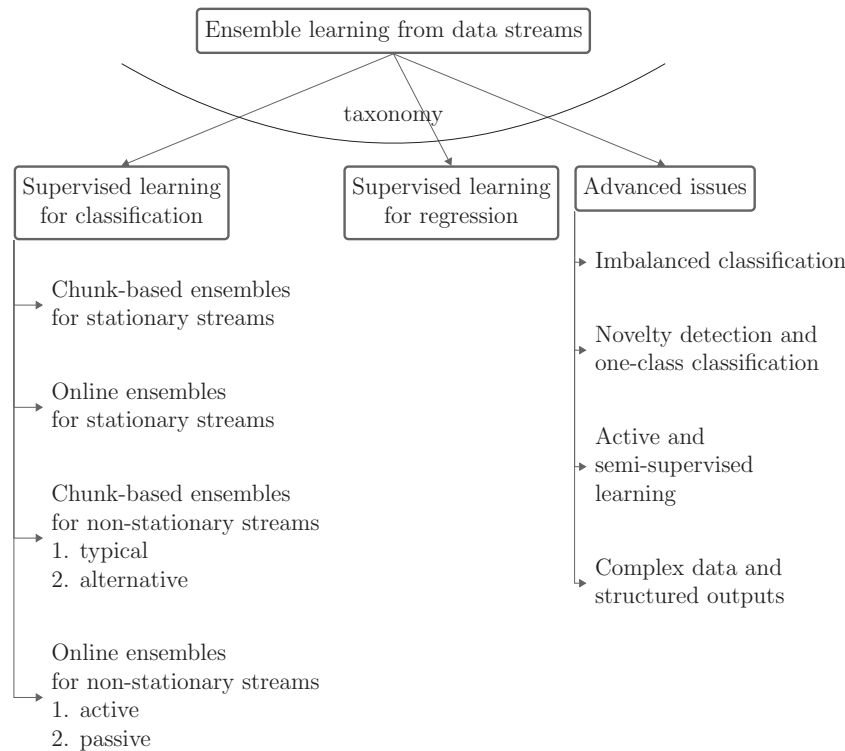 Ensemble learning from data streams
taxonomy
Supervised learning
for classification
Chunk-based ensembles
for stationary streams
Online ensembles
for stationary streams
Chunk-based ensembles
for non-stationary streams
1. typical
2. alternative
Online ensembles
for non-stationary streams
1. active
2. passive
Supervised learning
for regression
Advanced issues
Imbalanced classification
Novelty detection and
one-class classification
Active and
semi-supervised
learning
Complex data and
structured outputs